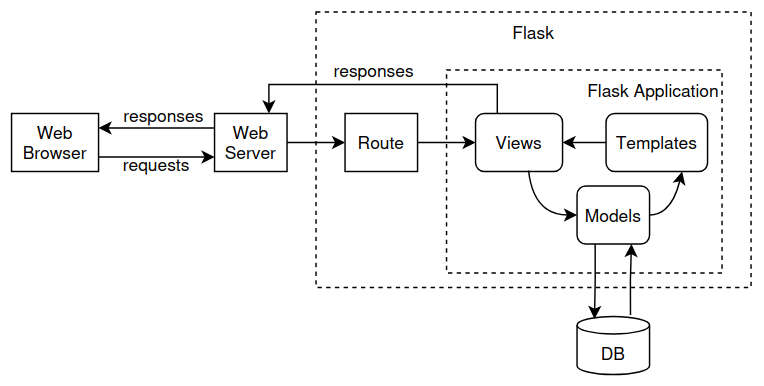 Flask
responses
Flask Application
responses
Web
Browser
Web
Server
Route
Views
Templates
requests
Models
DB